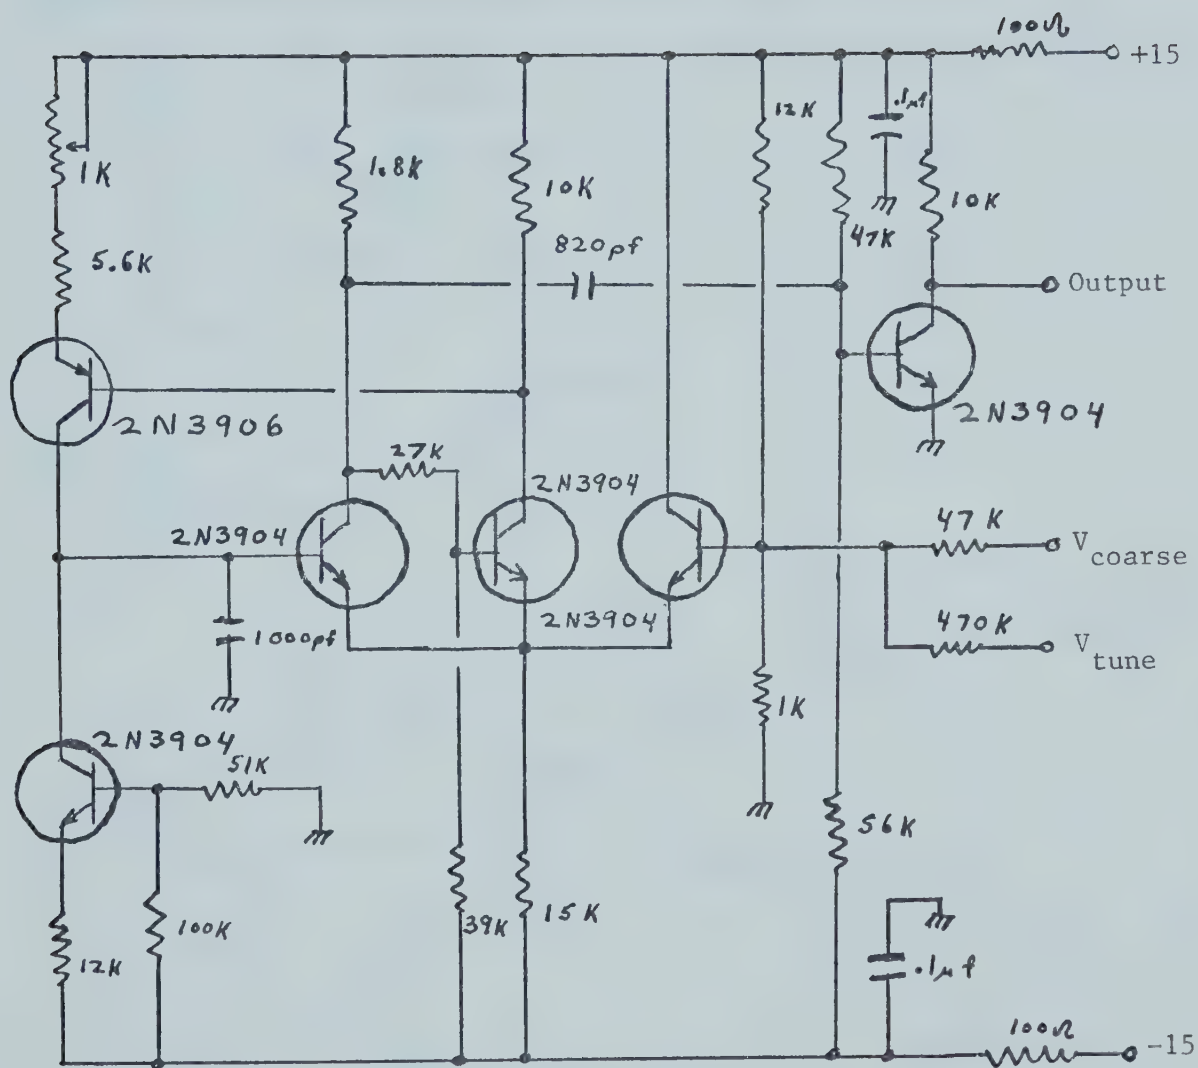 100Ω
+15
.1µf
12K
1K
1.8K
10K
10K
47K
820pf
5.6K
Output
2N3906
2N3904
27K
2N3904
2N3904
47K
V coarse
2N3904
470K
1000pf
V tune
1K
2N3904
51K
56K
39K
15K
100K
12K
.1µf
100Ω
-15